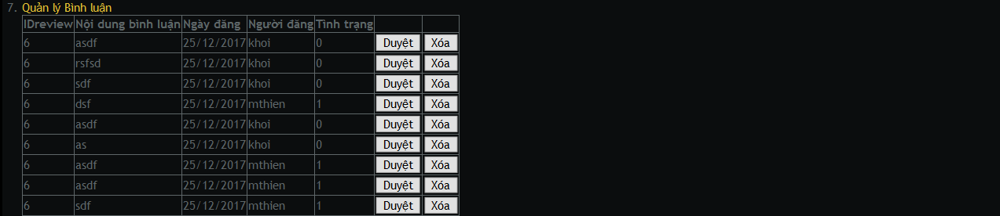 7. Quản lý Bình luận
IDreview Nội dung bình luận Ngày đăng Người đăng Tình trạng
6 asdf 25/12/2017 khoi 0 Duyệt Xóa
6 rsfsd 25/12/2017 khoi 0 Duyệt Xóa
6 sdf 25/12/2017 khoi 0 Duyệt Xóa
6 dsf 25/12/2017 mthien 1 Duyệt Xóa
6 asdf 25/12/2017 khoi 0 Duyệt Xóa
6 as 25/12/2017 khoi 0 Duyệt Xóa
6 asdf 25/12/2017 mthien 1 Duyệt Xóa
6 asdf 25/12/2017 mthien 1 Duyệt Xóa
6 sdf 25/12/2017 mthien 1 Duyệt Xóa